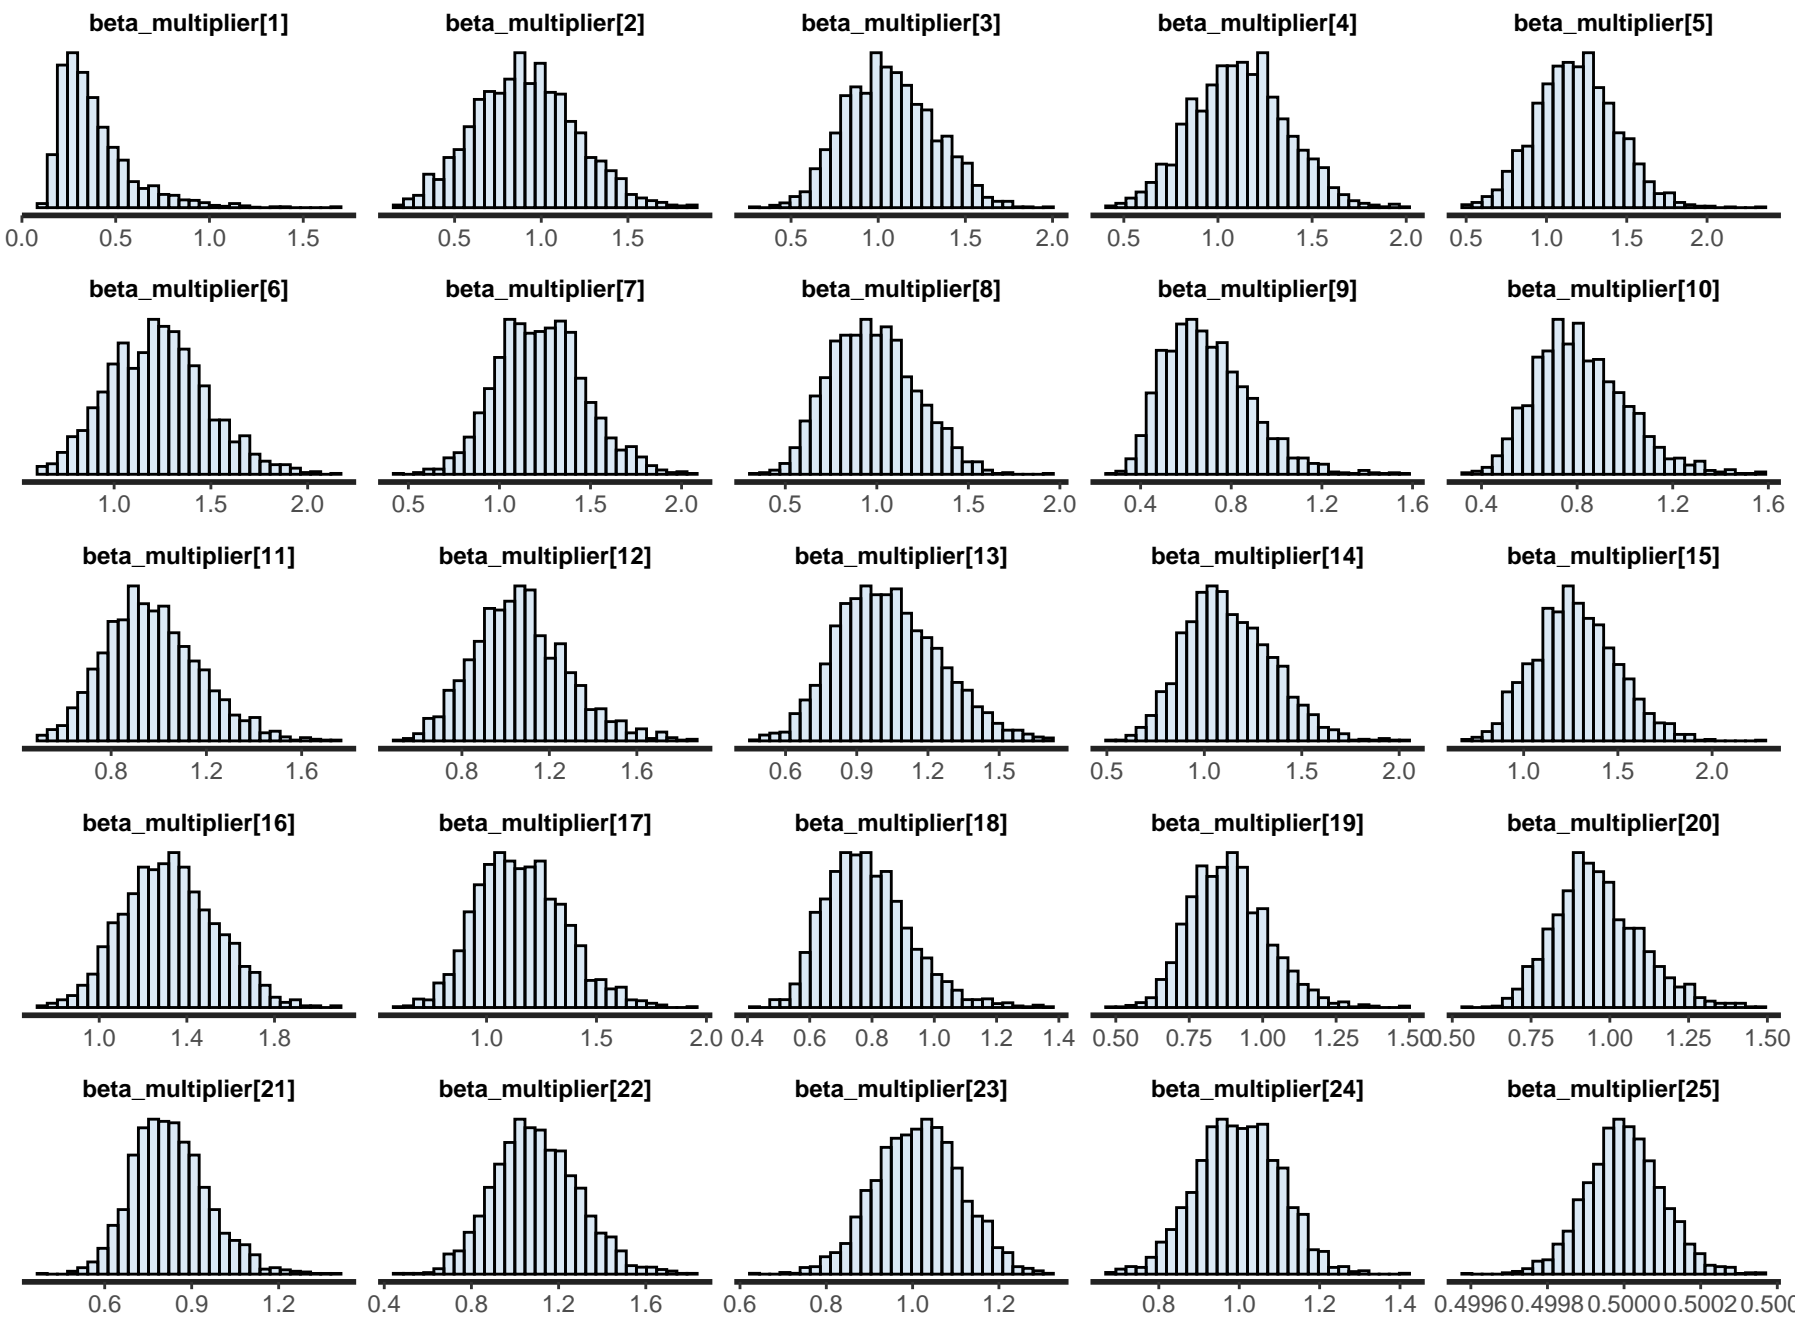 beta_multiplier[1] beta_multiplier[2] beta_multiplier[3] beta_multiplier[4] beta_multiplier[5]
0.0 0.5 1.0 1.5 0.5 1.0 1.5 0.5 1.0 1.5 2.0 0.5 1.0 1.5 2.0 0.5 1.0 1.5 2.0
beta_multiplier[6] beta_multiplier[7] beta_multiplier[8] beta_multiplier[9] beta_multiplier[10]
1.0 1.5 2.0 0.5 1.0 1.5 2.0 0.5 1.0 1.5 2.0 0.4 0.8 1.2 1.6 0.4 0.8 1.2 1.6
beta_multiplier[11] beta_multiplier[12] beta_multiplier[13] beta_multiplier[14] beta_multiplier[15]
0.8 1.2 1.6 0.8 1.2 1.6 0.6 0.9 1.2 1.5 0.5 1.0 1.5 2.0 1.0 1.5 2.0
beta_multiplier[16] beta_multiplier[17] beta_multiplier[18] beta_multiplier[19] beta_multiplier[20]
1.0 1.4 1.8 1.0 1.5 2.0 0.4 0.6 0.8 1.0 1.2 1.4 0.50 0.75 1.00 1.25 1.50 0.50 0.75 1.00 1.25 1.50
beta_multiplier[21] beta_multiplier[22] beta_multiplier[23] beta_multiplier[24] beta_multiplier[25]
0.6 0.9 1.2 0.4 0.8 1.2 1.6 0.6 0.8 1.0 1.2 0.8 1.0 1.2 1.4 0.4996 0.4998 0.5000 0.5002